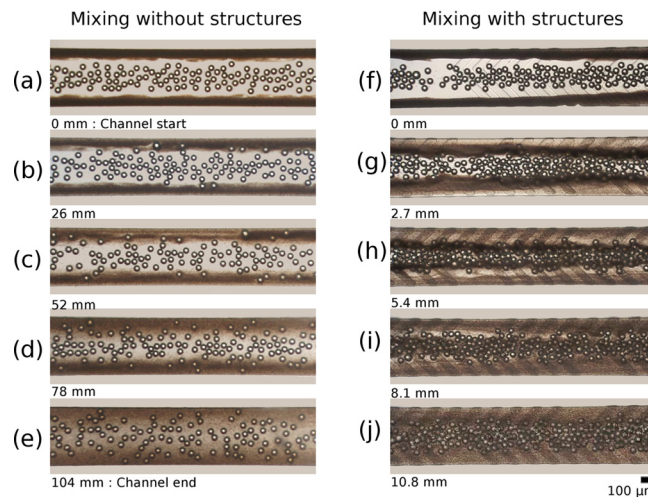 Mixing without structures
(a)
0 mm : Channel start
(b)
26 mm
(c)
52 mm
(d)
78 mm
(e)
104 mm : Channel end
Mixing with structures
(f)
0 mm
(g)
2.7 mm
(h)
5.4 mm
(i)
8.1 mm
(j)
10.8 mm
100 μ